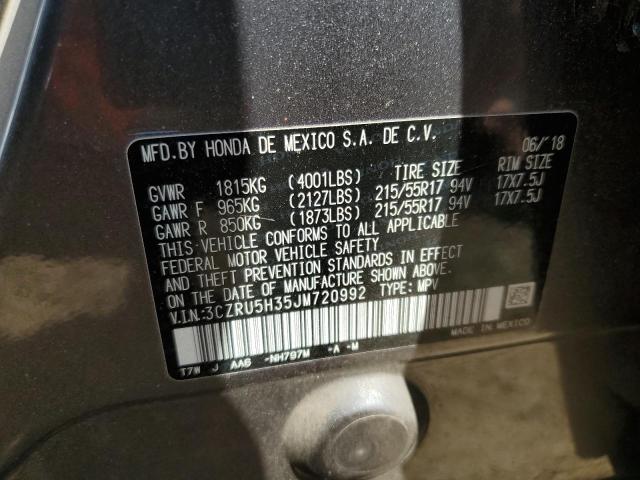 MFD.BY HONDA DE MEXICO S.A. DE C.V. 06/18
GVWR 1815KG (4001LBS) TIRE SIZE RIM SIZE
GAWR F 965KG (2127LBS) 215/55R17 94V 17X7.5J
GAWR R 850KG (1873LBS) 215/55R17 94V 17X7.5J
THIS VEHICLE CONFORMS TO ALL APPLICABLE
FEDERAL MOTOR VEHICLE SAFETY
AND THEFT PREVENTION STANDARDS IN EFFECT
ON THE DATE OF MANUFACTURE SHOWN ABOVE.
V.I.N:3CZRU5H35JM720992 TYPE: MPV
MADE IN MEXICO
T7W J AA6 -NH797M -A -M